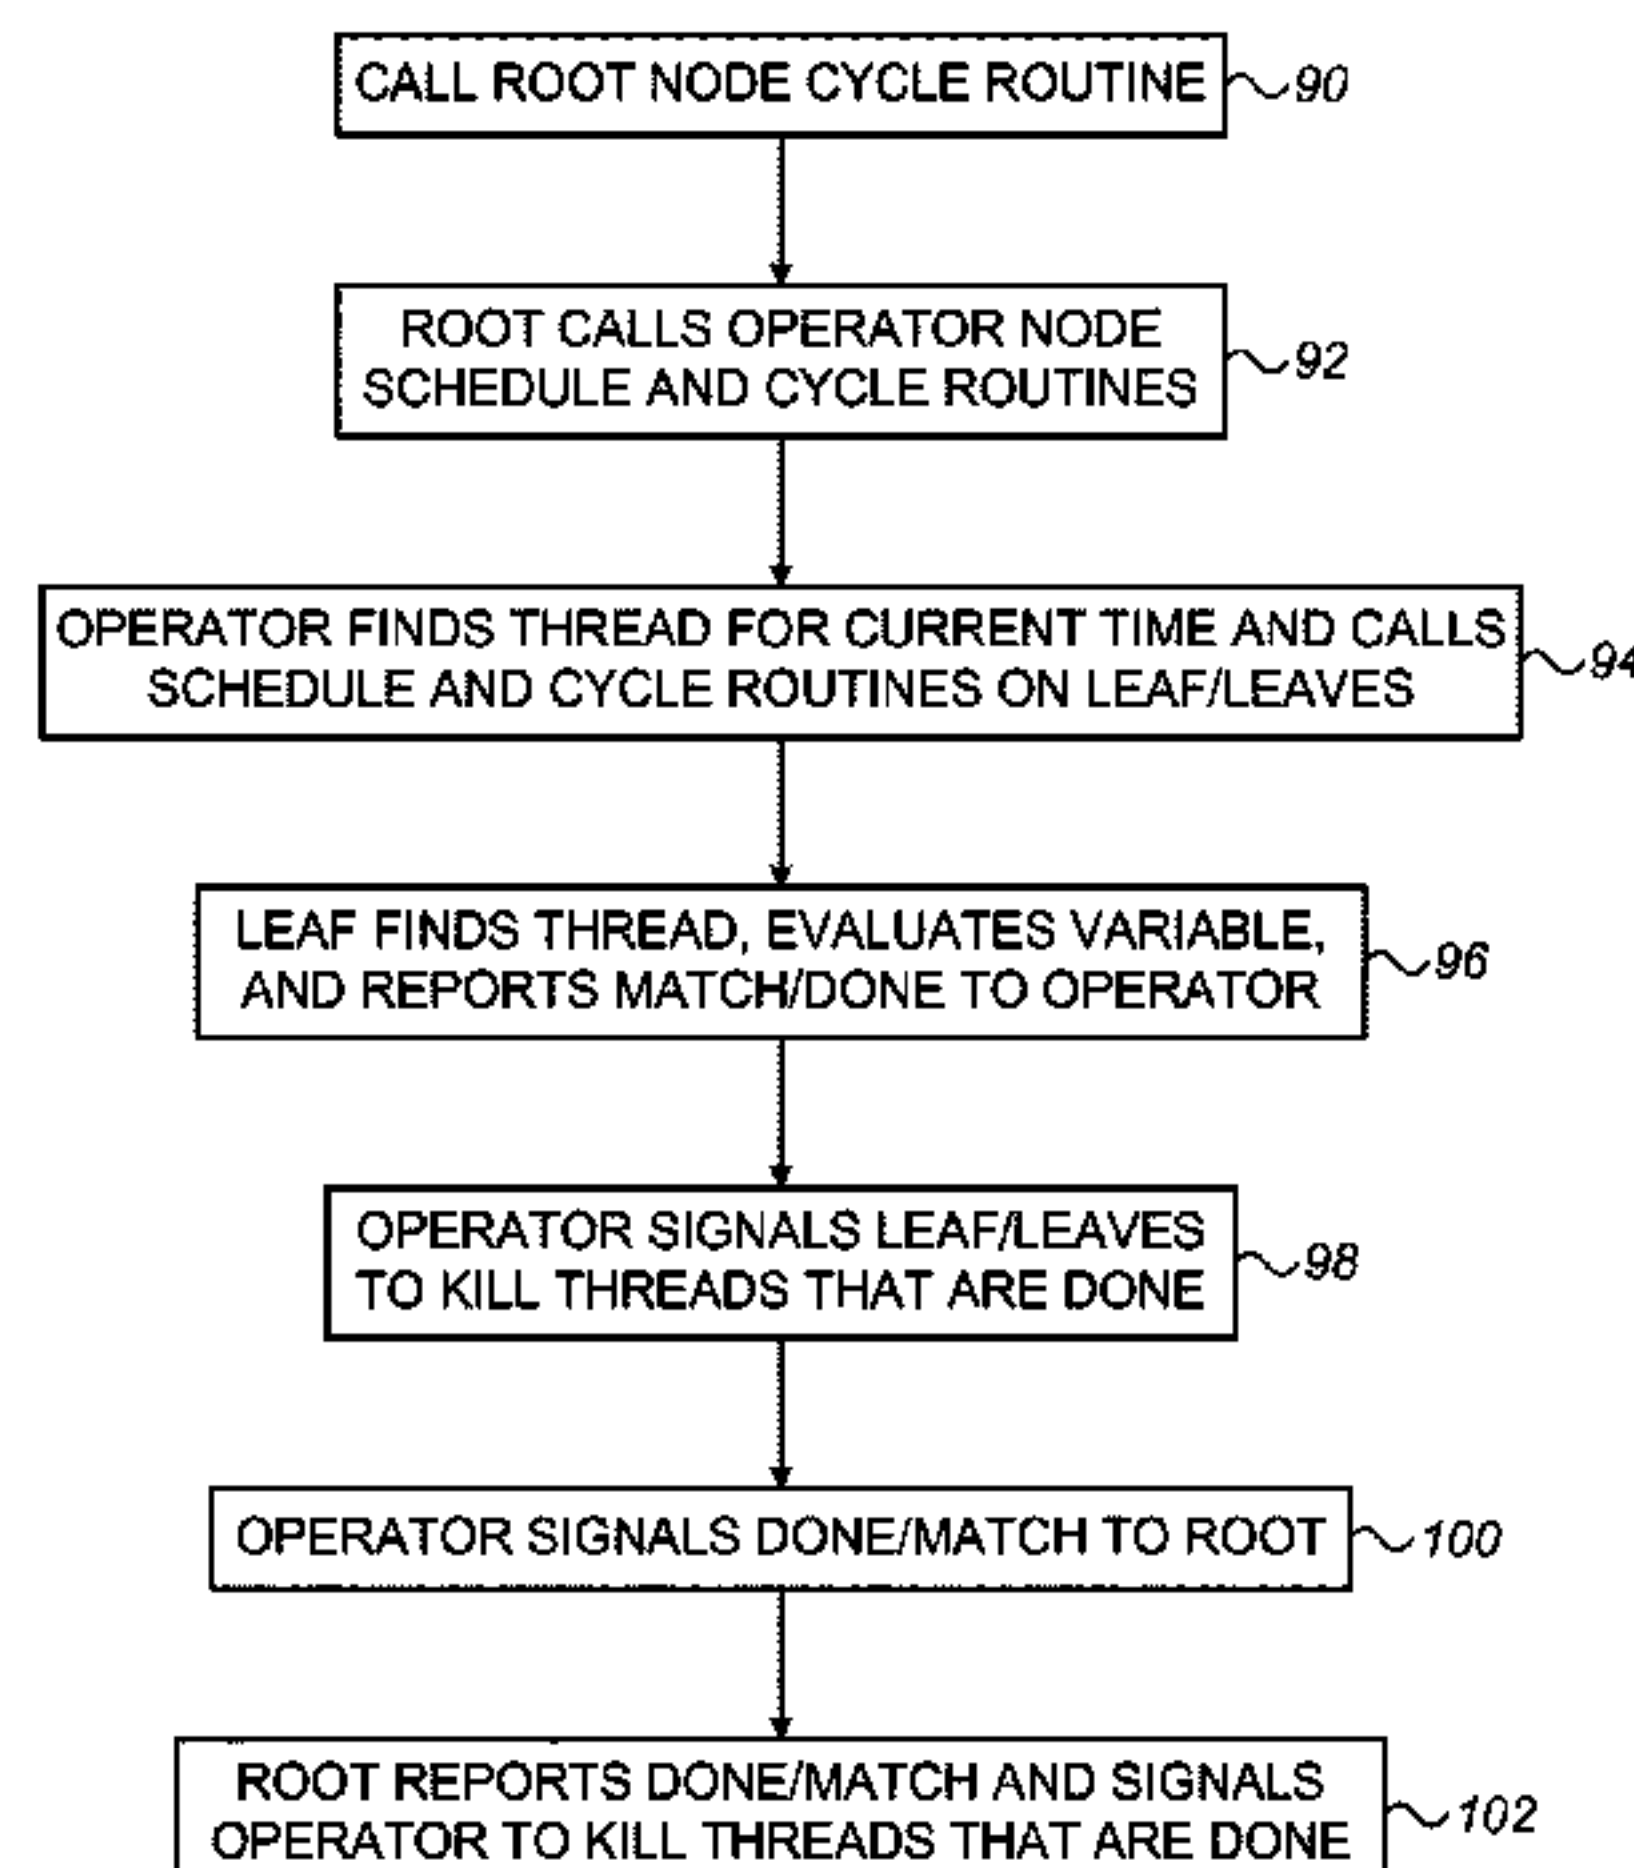 CALL ROOT NODE CYCLE ROUTINE
90
ROOT CALLS OPERATOR NODE
SCHEDULE AND CYCLE ROUTINES
92
OPERATOR FINDS THREAD FOR CURRENT TIME AND CALLS
SCHEDULE AND CYCLE ROUTINES ON LEAF/LEAVES
94
LEAF FINDS THREAD, EVALUATES VARIABLE,
AND REPORTS MATCH/DONE TO OPERATOR
96
OPERATOR SIGNALS LEAF/LEAVES
TO KILL THREADS THAT ARE DONE
98
OPERATOR SIGNALS DONE/MATCH TO ROOT
100
ROOT REPORTS DONE/MATCH AND SIGNALS
OPERATOR TO KILL THREADS THAT ARE DONE
102